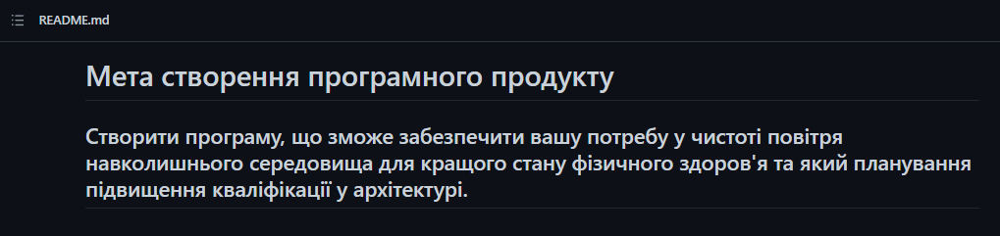 README.md
Мета створення програмного продукту
Створити програму, що зможе забезпечити вашу потребу у чистоті повітря
навколишнього середовища для кращого стану фізичного здоров'я та який планування
підвищення кваліфікації у архітектурі.